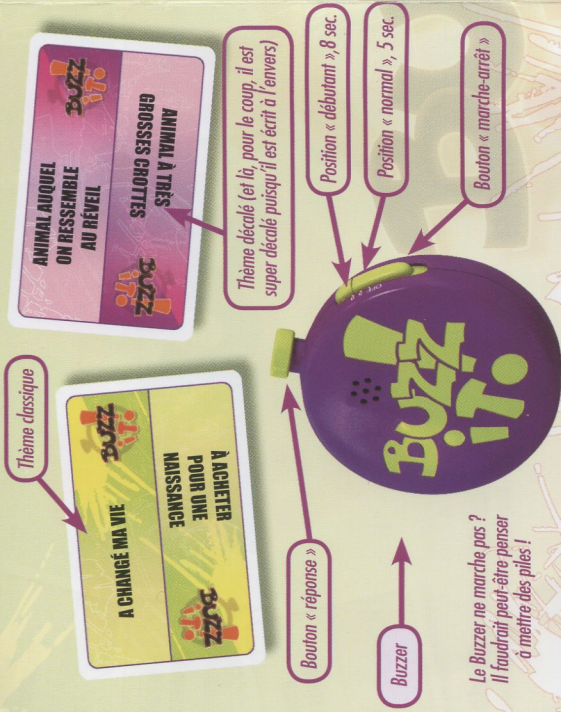 Thème classique
BUZZ IT!
A CHANGÉ MA VIE
À ACHETER
POUR UNE
NAISSANCE
BUZZ IT!
BUZZ IT!
ANIMAL AUQUEL
ON RESSEMBLE
AU RÉVEIL
ANIMAL À TRÈS
GROSSES CROTTES
BUZZ IT!
Thème décalé (et là, pour le coup, il est
super décalé puisqu'il est écrit à l'envers)
Bouton « réponse »
Position « débutant », 8 sec.
Position « normal », 5 sec.
Bouton « marche-arrêt »
BUZZ
IT!
Buzzer
Le Buzzer ne marche pas ?
Il faudrait peut-être penser
à mettre des piles !